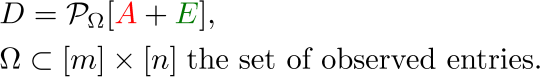 D = 𝒫_Ω[A + E],
Ω ⊂ [m] × [n] the set of observed entries.